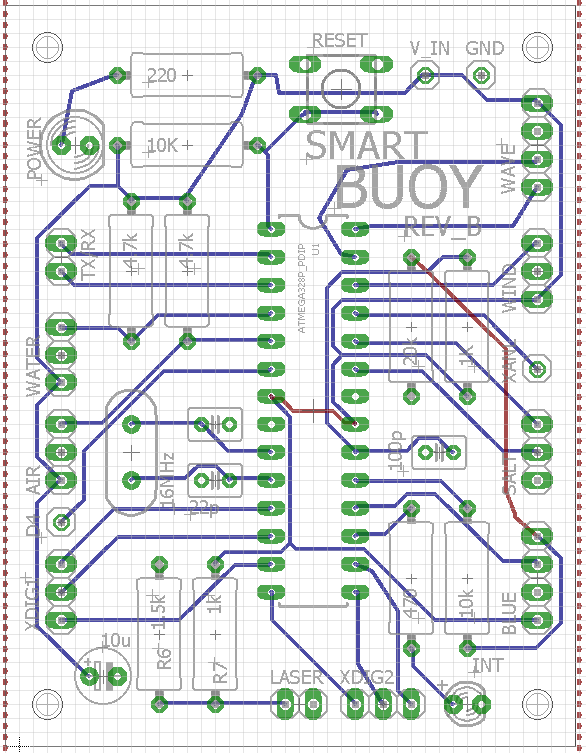 RESET
V_IN
GND
220
10K
POWER
SMART
BUOY
REV_B
WAVE
TX/RX
4.7k
4.7k
U1
ATMEGA328P_PDIP
WIND
WATER
20k
1K
XANL
AIR
16MHz
22p
100p
SALT
D4
XDIG1
1.5k
1k
470
10k
BLUE
10u
R6
R7
LASER
XDIG2
INT